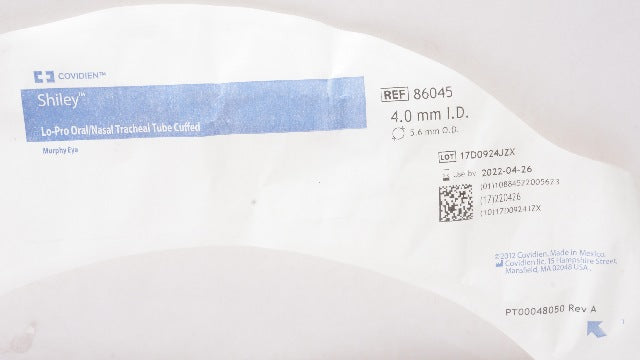 COVIDIEN™
Shiley™
Lo-Pro Oral/Nasal Tracheal Tube Cuffed
Murphy Eye
REF 86045
4.0 mm I.D.
5.6 mm O.D.
LOT 17D0924JZX
Use by 2022-04-26
(01)10884522005623
(17)220426
(10)17D0924JZX
©2012 Covidien. Made in Mexico.
Covidien llc, 15 Hampshire Street,
Mansfield, MA 02048 USA.
PT00048050 Rev A